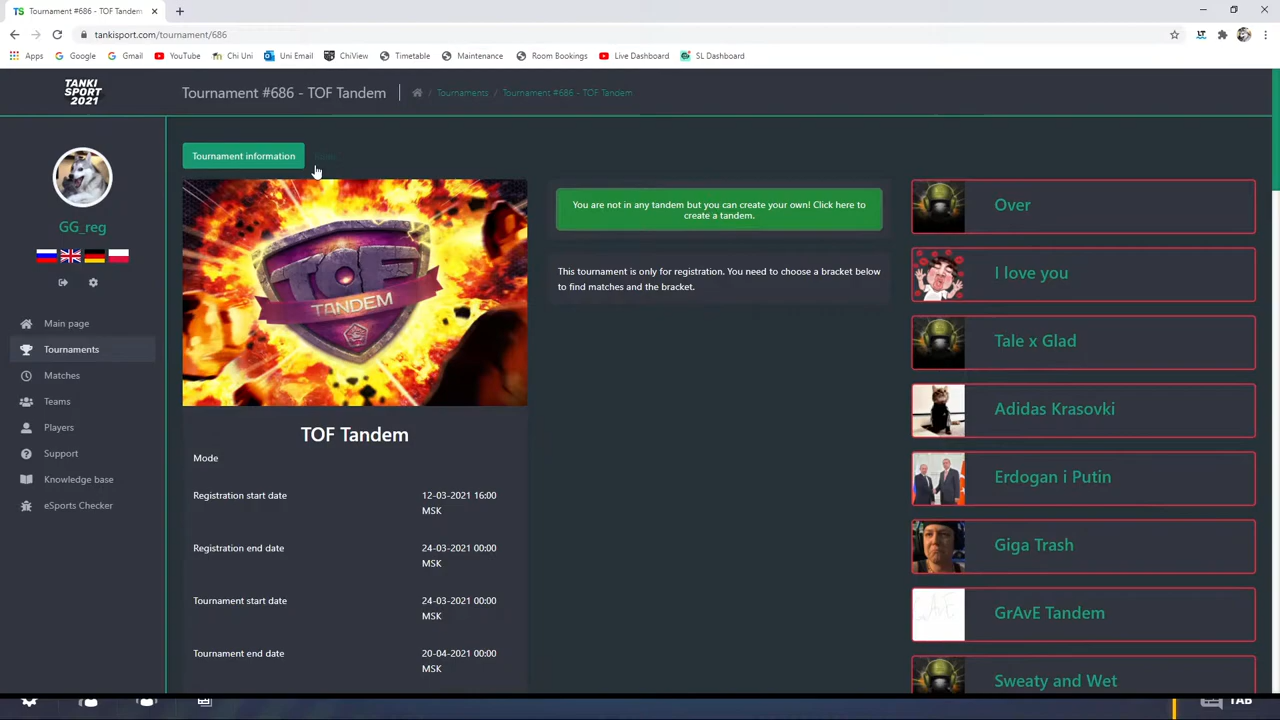 TS Tournament #686 - TOF Tandem
tankisport.com/tournament/686
Apps Google Gmail YouTube Chi Uni Uni Email ChiView Timetable Maintenance Room Bookings Live Dashboard SL Dashboard
LT
TANKI
SPORT
2021
Tournament #686 - TOF Tandem
Tournaments / Tournament #686 - TOF Tandem
GG_reg
Main page
Tournaments
Matches
Teams
Players
Support
Knowledge base
eSports Checker
Tournament information
TOF
TANDEM
TOF Tandem
Mode
Registration start date 12-03-2021 16:00
MSK
Registration end date 24-03-2021 00:00
MSK
Tournament start date 24-03-2021 00:00
MSK
Tournament end date 20-04-2021 00:00
MSK
You are not in any tandem but you can create your own! Click here to
create a tandem.
This tournament is only for registration. You need to choose a bracket below
to find matches and the bracket.
Over
I love you
Tale x Glad
Adidas Krasovki
Erdogan i Putin
Giga Trash
GrAvE Tandem
Sweaty and Wet
TAB